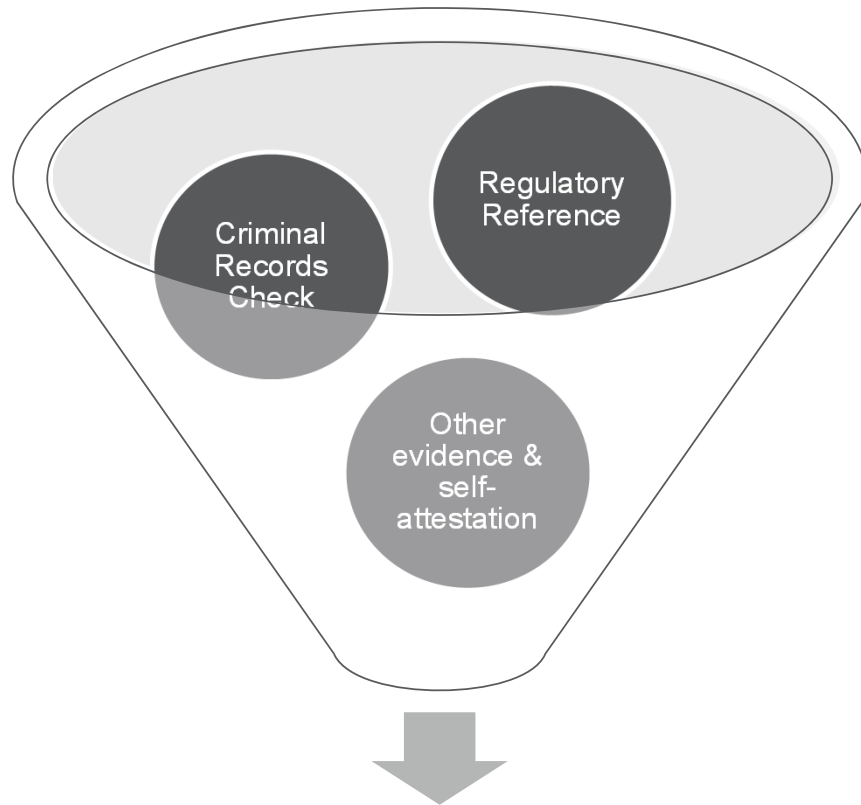 Regulatory
Reference
Criminal
Records
Check
Other
evidence &
self-
attestation